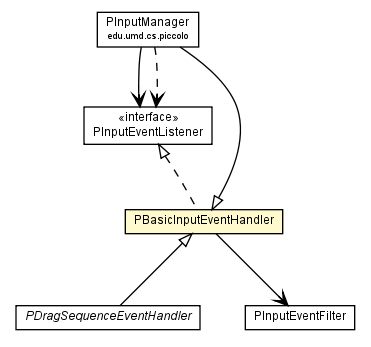 PInputManager
edu.umd.cs.piccolo
«interface»
PInputEventListener
PBasicInputEventHandler
PDragSequenceEventHandler
PInputEventFilter